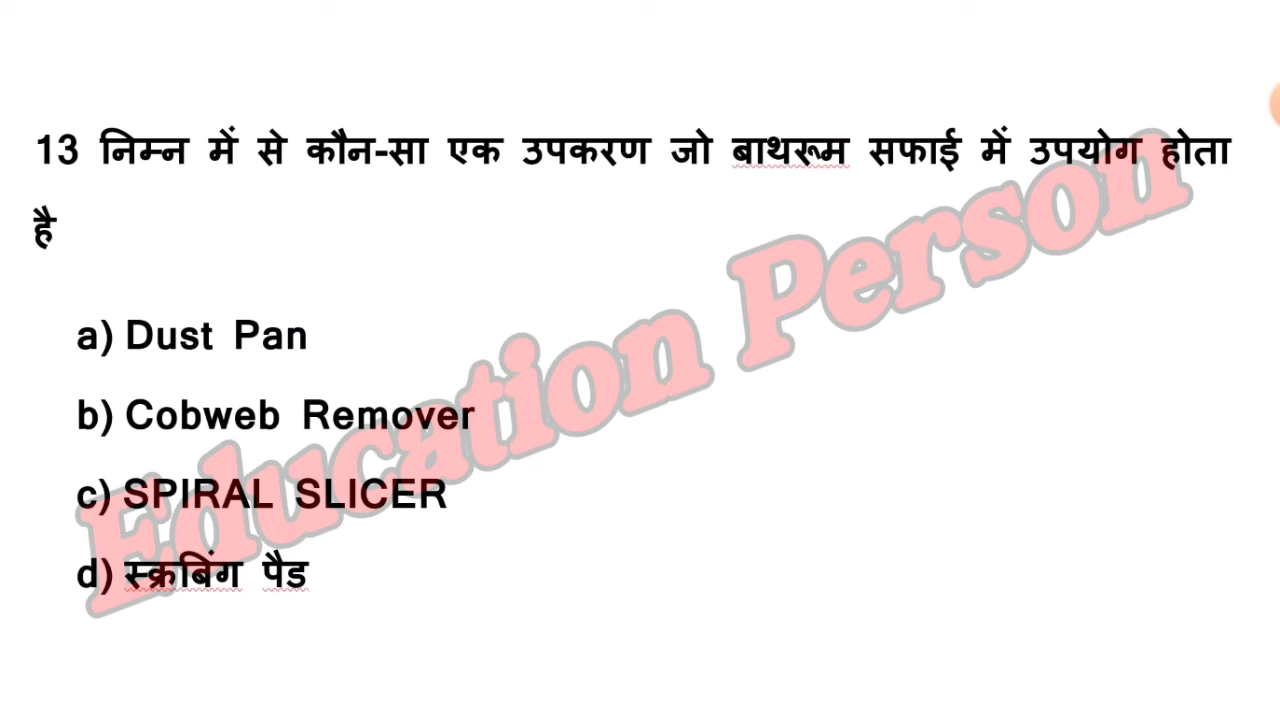 13 निम्न में से कौन-सा एक उपकरण जो बाथरूम सफाई में उपयोग होता
है
a) Dust Pan
b) Cobweb Remover
c) SPIRAL SLICER
d) स्क्रबिंग पैड
Education Person